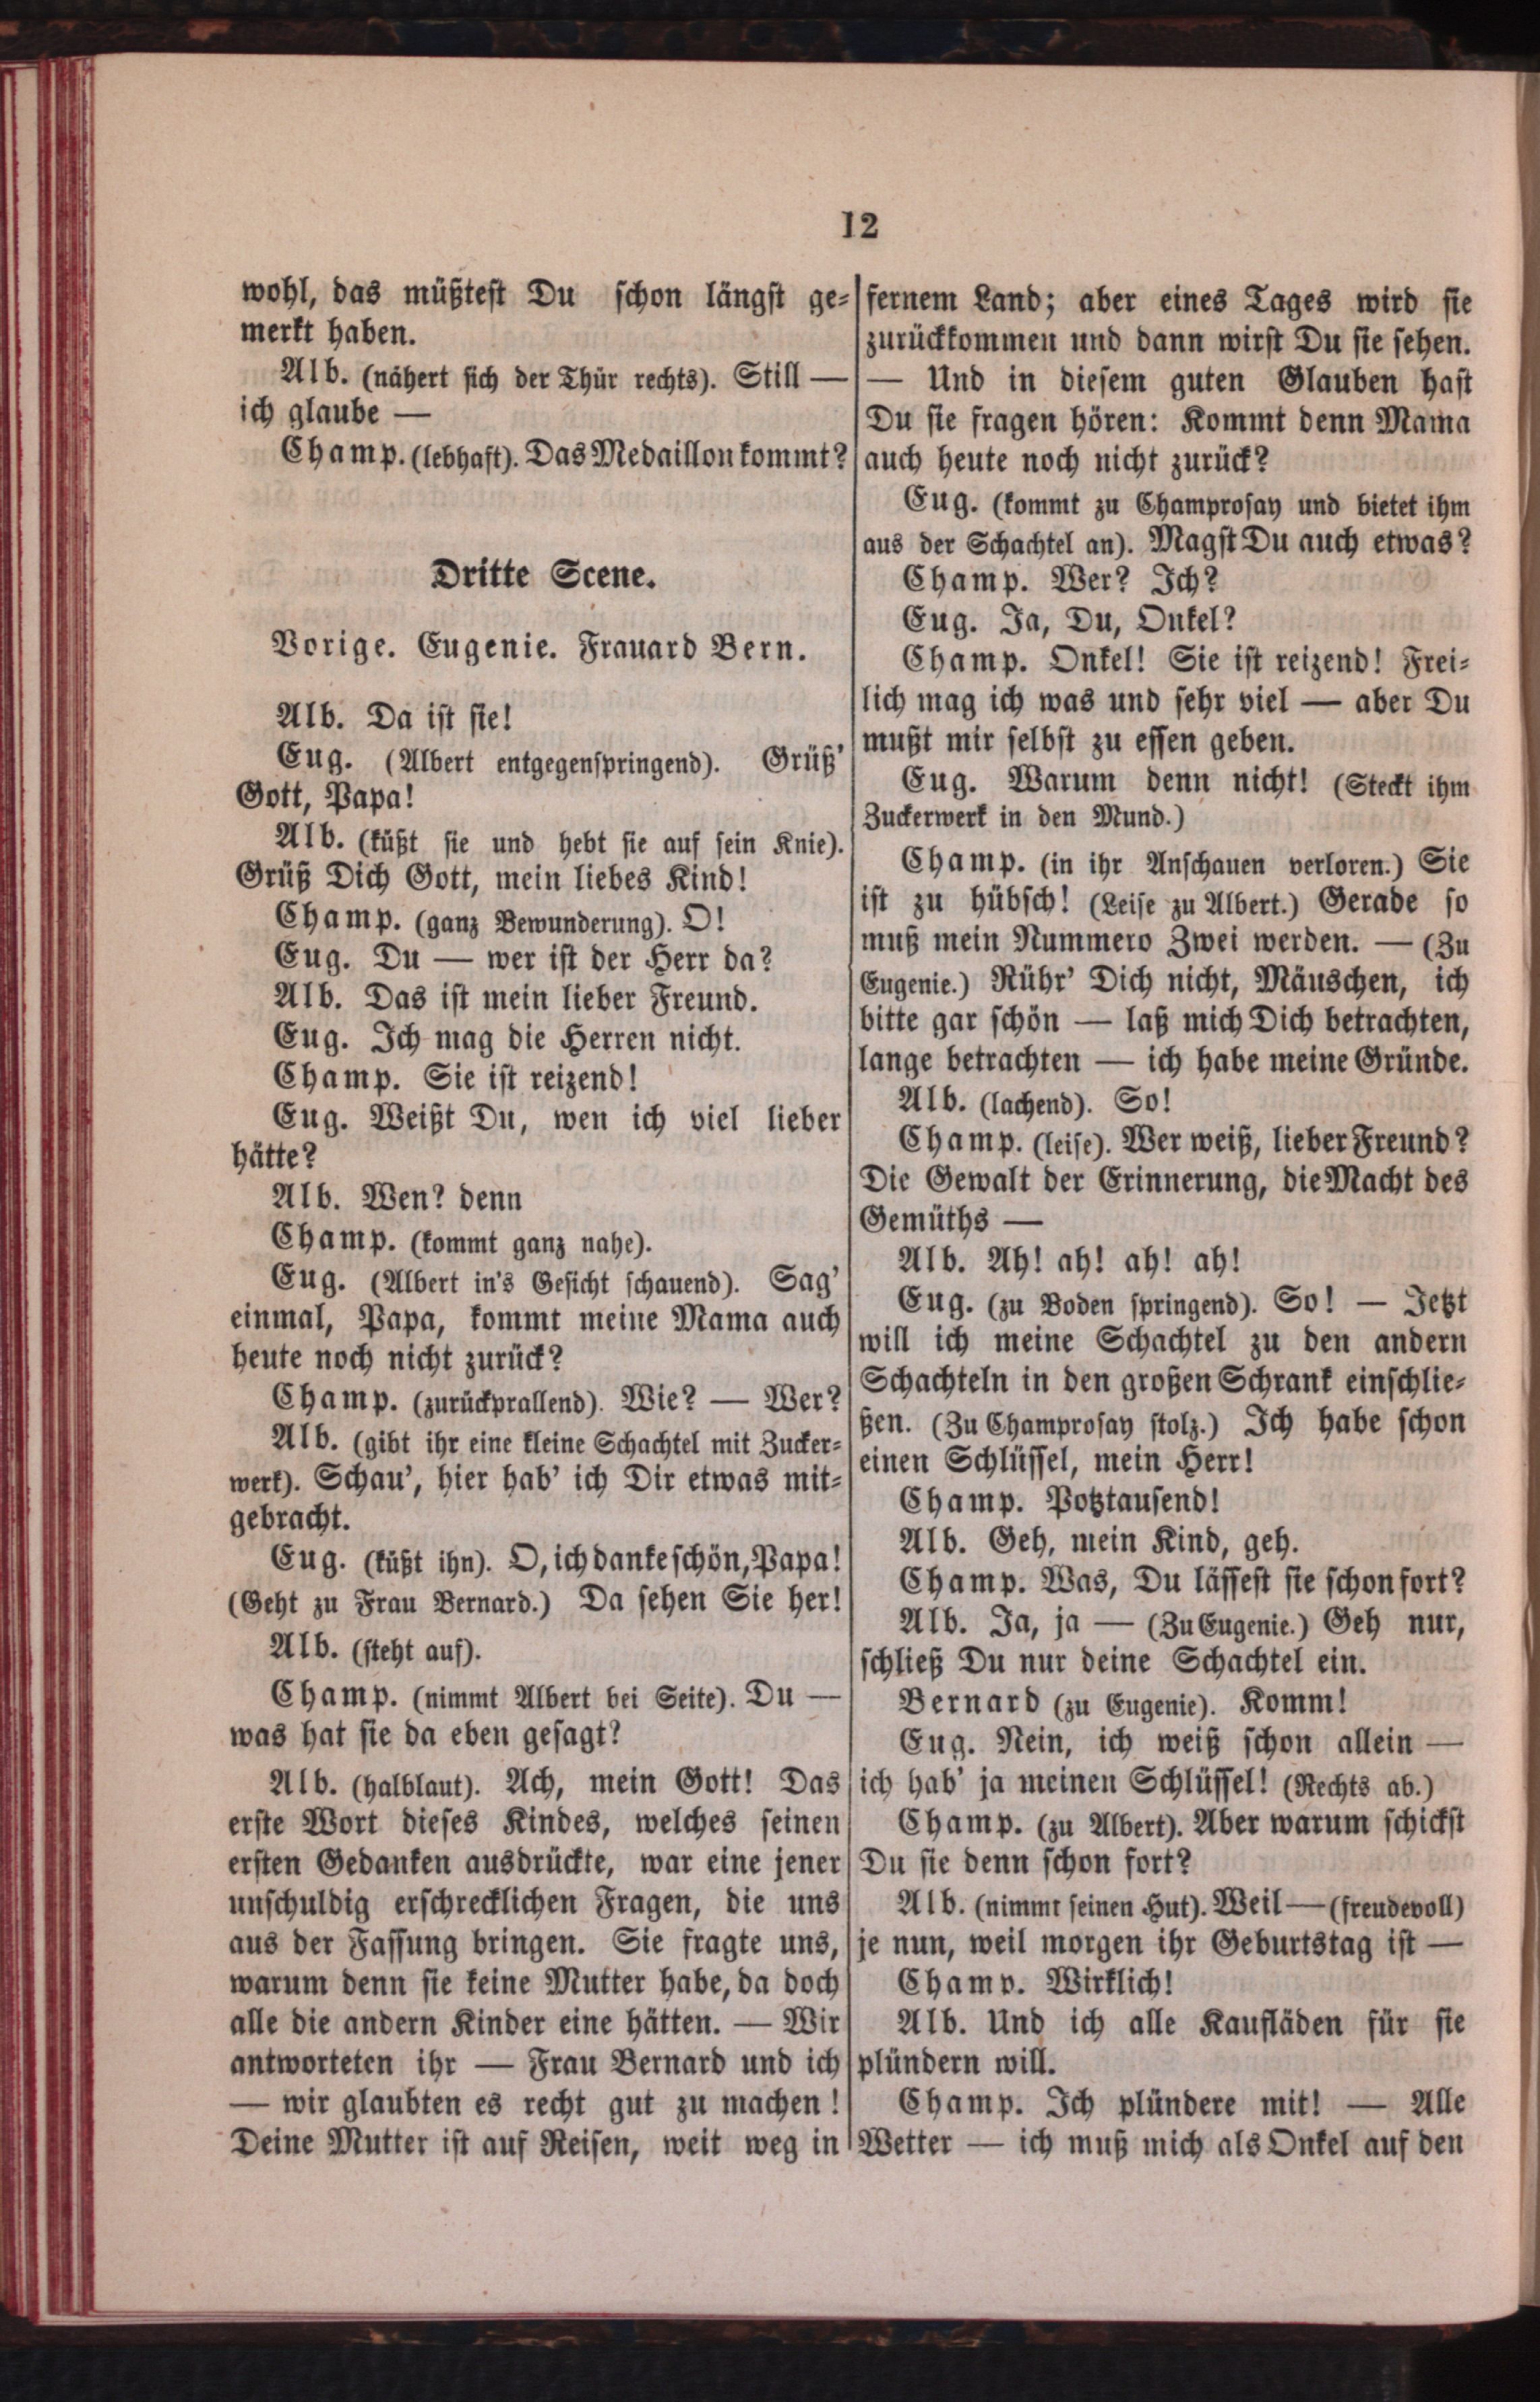 12
wohl, das müßtest Du schon längst ge-
merkt haben.
Alb. (nähert sich der Thür rechts). Still —
ich glaube —
Champ. (lebhaft). Das Medaillon kommt?
Dritte Scene.
Vorige. Eugenie. Frauard Bern.
Alb. Da ist sie!
Eug. (Albert entgegenspringend). Grüß'
Gott, Papa!
Alb. (küßt sie und hebt sie auf sein Knie).
Grüß Dich Gott, mein liebes Kind!
Champ. (ganz Bewunderung). O!
Eug. Du — wer ist der Herr da?
Alb. Das ist mein lieber Freund.
Eug. Ich mag die Herren nicht.
Champ. Sie ist reizend!
Eug. Weißt Du, wen ich viel lieber
hätte?
Alb. Wen? denn
Champ. (kommt ganz nahe).
Eug. (Albert in's Gesicht schauend). Sag'
einmal, Papa, kommt meine Mama auch
heute noch nicht zurück?
Champ. (zurückprallend). Wie? — Wer?
Alb. (gibt ihr eine kleine Schachtel mit Zucker-
werk). Schau', hier hab' ich Dir etwas mit-
gebracht.
Eug. (küßt ihn). O, ich danke schön, Papa!
(Geht zu Frau Bernard.) Da sehen Sie her!
Alb. (steht auf).
Champ. (nimmt Albert bei Seite). Du —
was hat sie da eben gesagt?
Alb. (halblaut). Ach, mein Gott! Das
erste Wort dieses Kindes, welches seinen
ersten Gedanken ausdrückte, war eine jener
unschuldig erschrecklichen Fragen, die uns
aus der Fassung bringen. Sie fragte uns,
warum denn sie keine Mutter habe, da doch
alle die andern Kinder eine hätten. — Wir
antworteten ihr — Frau Bernard und ich
— wir glaubten es recht gut zu machen!
Deine Mutter ist auf Reisen, weit weg in
fernem Land; aber eines Tages wird sie
zurückkommen und dann wirst Du sie sehen.
— Und in diesem guten Glauben hast
Du sie fragen hören: Kommt denn Mama
auch heute noch nicht zurück?
Eug. (kommt zu Champrosay und bietet ihm
aus der Schachtel an). Magst Du auch etwas?
Champ. Wer? Ich?
Eug. Ja, Du, Onkel?
Champ. Onkel! Sie ist reizend! Frei-
lich mag ich was und sehr viel — aber Du
mußt mir selbst zu essen geben.
Eug. Warum denn nicht! (Steckt ihm
Zuckerwerk in den Mund.)
Champ. (in ihr Anschauen verloren.) Sie
ist zu hübsch! (Leise zu Albert.) Gerade so
muß mein Nummero Zwei werden. — (Zu
Eugenie.) Rühr' Dich nicht, Mäuschen, ich
bitte gar schön — laß mich Dich betrachten,
lange betrachten — ich habe meine Gründe.
Alb. (lachend). So!
Champ. (leise). Wer weiß, lieber Freund?
Die Gewalt der Erinnerung, die Macht des
Gemüths —
Alb. Ah! ah! ah! ah!
Eug. (zu Boden springend). So! — Jetzt
will ich meine Schachtel zu den andern
Schachteln in den großen Schrank einschlie-
ßen. (Zu Champrosay stolz.) Ich habe schon
einen Schlüssel, mein Herr!
Champ. Potztausend!
Alb. Geh, mein Kind, geh.
Champ. Was, Du lässest sie schon fort?
Alb. Ja, ja — (Zu Eugenie.) Geh nur,
schließ Du nur deine Schachtel ein.
Bernard (zu Eugenie). Komm!
Eug. Nein, ich weiß schon allein —
ich hab' ja meinen Schlüssel! (Rechts ab.)
Champ. (zu Albert). Aber warum schickst
Du sie denn schon fort?
Alb. (nimmt seinen Hut). Weil — (freudevoll)
je nun, weil morgen ihr Geburtstag ist —
Champ. Wirklich!
Alb. Und ich alle Kaufläden für sie
plündern will.
Champ. Ich plündere mit! — Alle
Wetter — ich muß mich als Onkel auf den